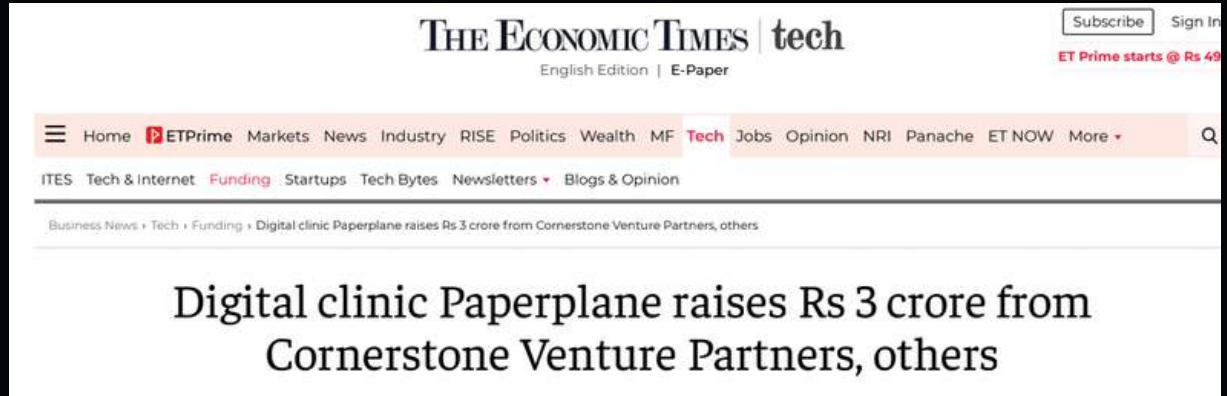 THE ECONOMIC TIMES | tech
Subscribe Sign In
English Edition | E-Paper
ET Prime starts @ Rs 49
Home ETPrime Markets News Industry RISE Politics Wealth MF Tech Jobs Opinion NRI Panache ET NOW More
ITES Tech & Internet Funding Startups Tech Bytes Newsletters Blogs & Opinion
Business News › Tech › Funding › Digital clinic Paperplane raises Rs 3 crore from Cornerstone Venture Partners, others
Digital clinic Paperplane raises Rs 3 crore from
Cornerstone Venture Partners, others